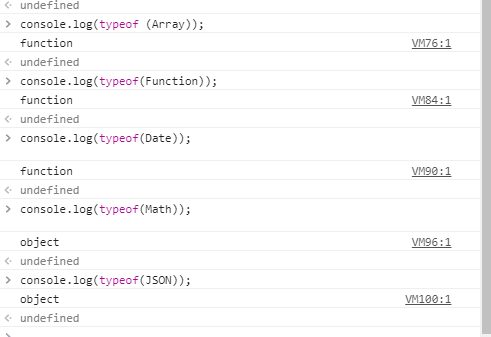 undefined
console.log(typeof (Array));
function VM76:1
undefined
console.log(typeof(Function));
function VM84:1
undefined
console.log(typeof(Date));
function VM90:1
undefined
console.log(typeof(Math));
object VM96:1
undefined
console.log(typeof(JSON));
object VM100:1
undefined